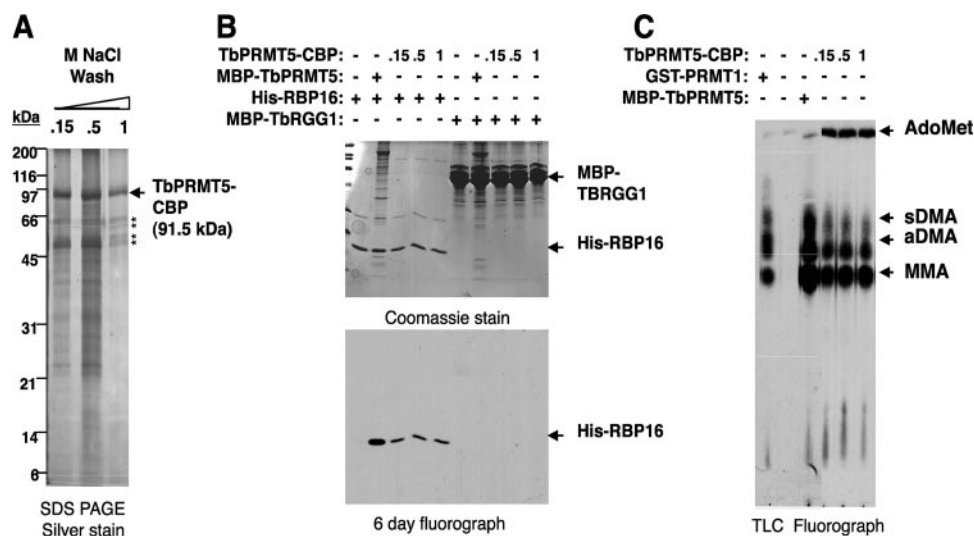 A
M NaCl
Wash
kDa
.15 .5 1
200
116
97
66
45
31
21
14
6
TbPRMT5-
CBP
(91.5 kDa)
**
**
SDS PAGE
Silver stain
B
TbPRMT5-CBP: - - .15 .5 1 - - .15 .5 1
MBP-TbPRMT5: - + - - - - + - - -
His-RBP16: + + + + + - - - - -
MBP-TbRGG1: - - - - - + + + + +
MBP-
TBRGG1
His-RBP16
Coomassie stain
His-RBP16
6 day fluorograph
C
TbPRMT5-CBP: - - - .15 .5 1
GST-PRMT1: + - - - - -
MBP-TbPRMT5: - - + - - -
AdoMet
sDMA
aDMA
MMA
TLC Fluorograph